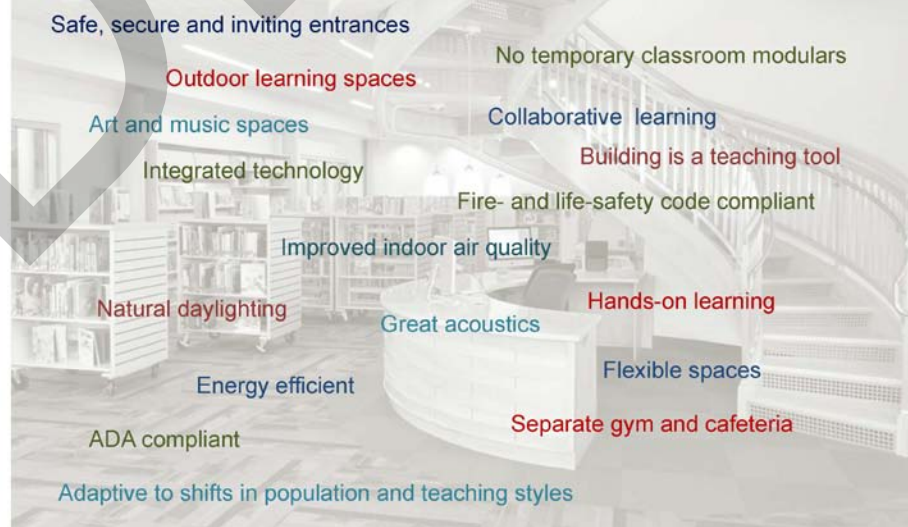 Safe, secure and inviting entrances
No temporary classroom modulars
Outdoor learning spaces
Art and music spaces
Collaborative learning
Building is a teaching tool
Integrated technology
Fire- and life-safety code compliant
Improved indoor air quality
Natural daylighting
Hands-on learning
Great acoustics
Flexible spaces
Energy efficient
Separate gym and cafeteria
ADA compliant
Adaptive to shifts in population and teaching styles